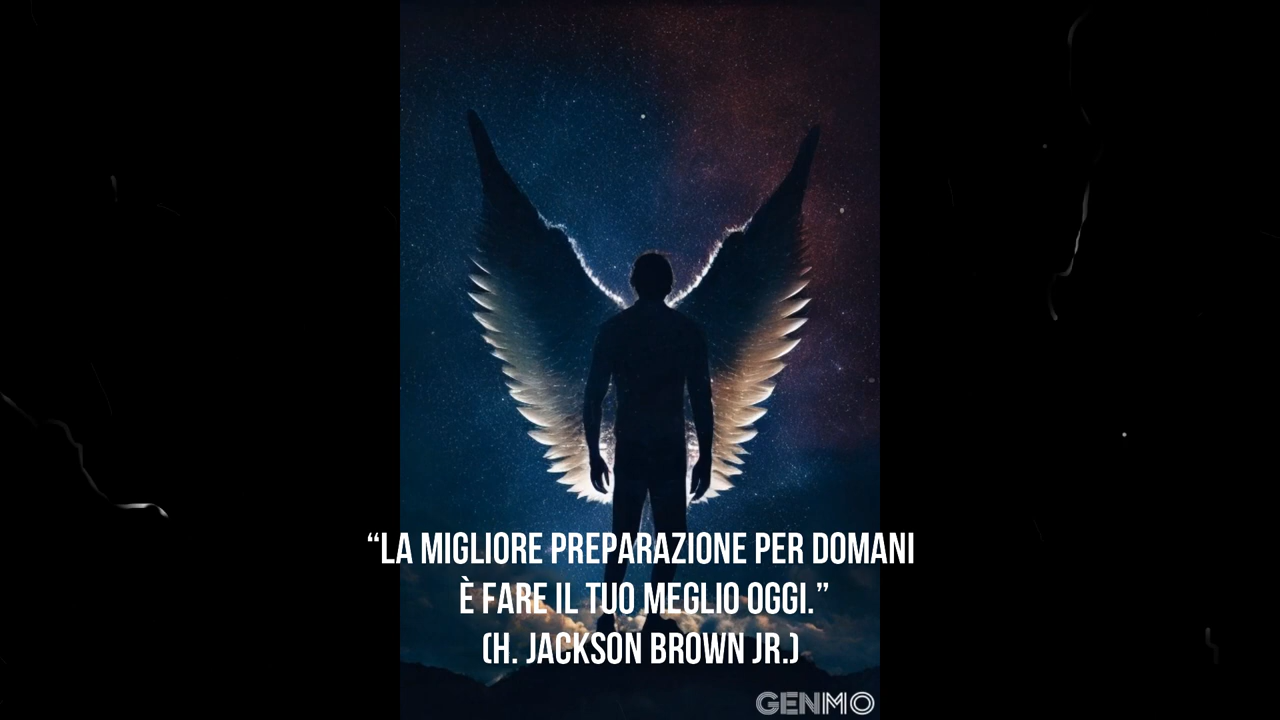 “LA MIGLIORE PREPARAZIONE PER DOMANI
È FARE IL TUO MEGLIO OGGI.”
(H. JACKSON BROWN JR.)
GENMO